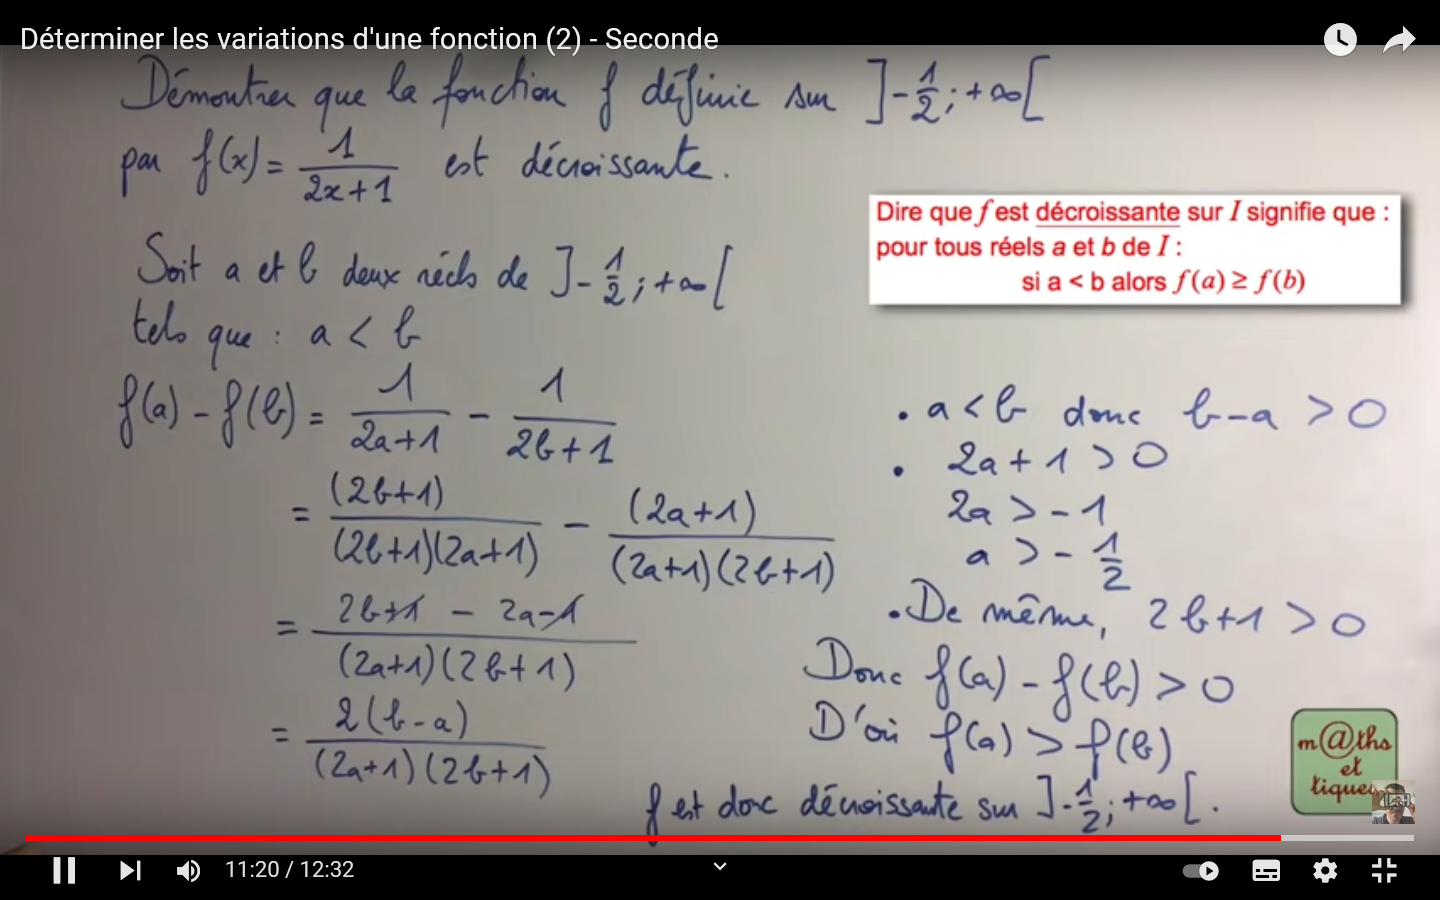 Déterminer les variations d'une fonction (2) - Seconde
Démontrer que la fonction f définie sur ]-1/2 ; +∞[
par f(x) = 1/(2x+1) est décroissante.
Dire que f est décroissante sur I signifie que :
pour tous réels a et b de I :
si a < b alors f(a) ≥ f(b)
Soit a et b deux réels de ]-1/2 ; +∞[
tels que : a < b
f(a) - f(b) = 1/(2a+1) - 1/(2b+1)
= (2b+1)/((2b+1)(2a+1)) - (2a+1)/((2a+1)(2b+1))
= (2b+1 - 2a-1)/((2a+1)(2b+1))
= 2(b-a)/((2a+1)(2b+1))
• a < b donc b-a > 0
• 2a+1 > 0
2a > -1
a > -1/2
• De même, 2b+1 > 0
Donc f(a) - f(b) > 0
D'où f(a) > f(b)
f est donc décroissante sur ]-1/2 ; +∞[.
m@ths
et
tiques
11:20 / 12:32